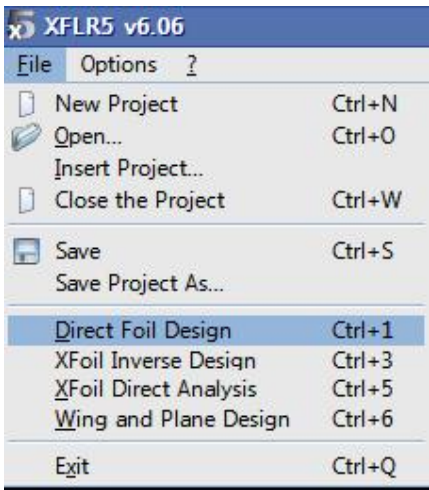 XFLR5 v6.06
File Options ?
New Project Ctrl+N
Open... Ctrl+O
Insert Project...
Close the Project Ctrl+W
Save Ctrl+S
Save Project As...
Direct Foil Design Ctrl+1
XFoil Inverse Design Ctrl+3
XFoil Direct Analysis Ctrl+5
Wing and Plane Design Ctrl+6
Exit Ctrl+Q